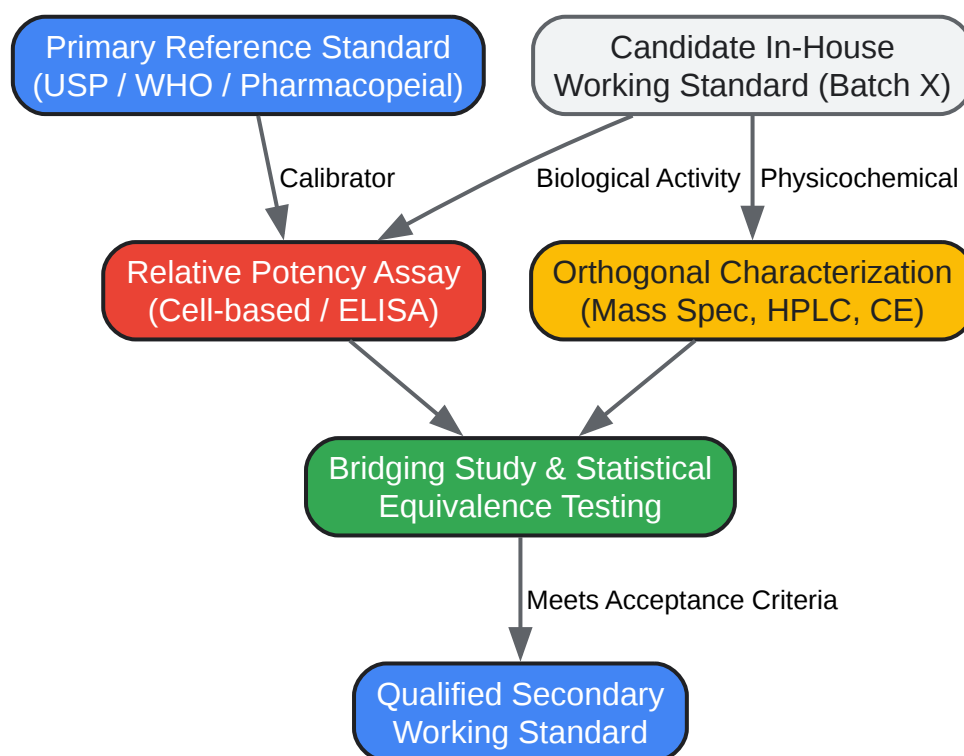 Primary Reference Standard
(USP / WHO / Pharmacopeial)
Candidate In-House
Working Standard (Batch X)
Calibrator
Biological Activity
Physicochemical
Relative Potency Assay
(Cell-based / ELISA)
Orthogonal Characterization
(Mass Spec, HPLC, CE)
Bridging Study & Statistical
Equivalence Testing
Meets Acceptance Criteria
Qualified Secondary
Working Standard